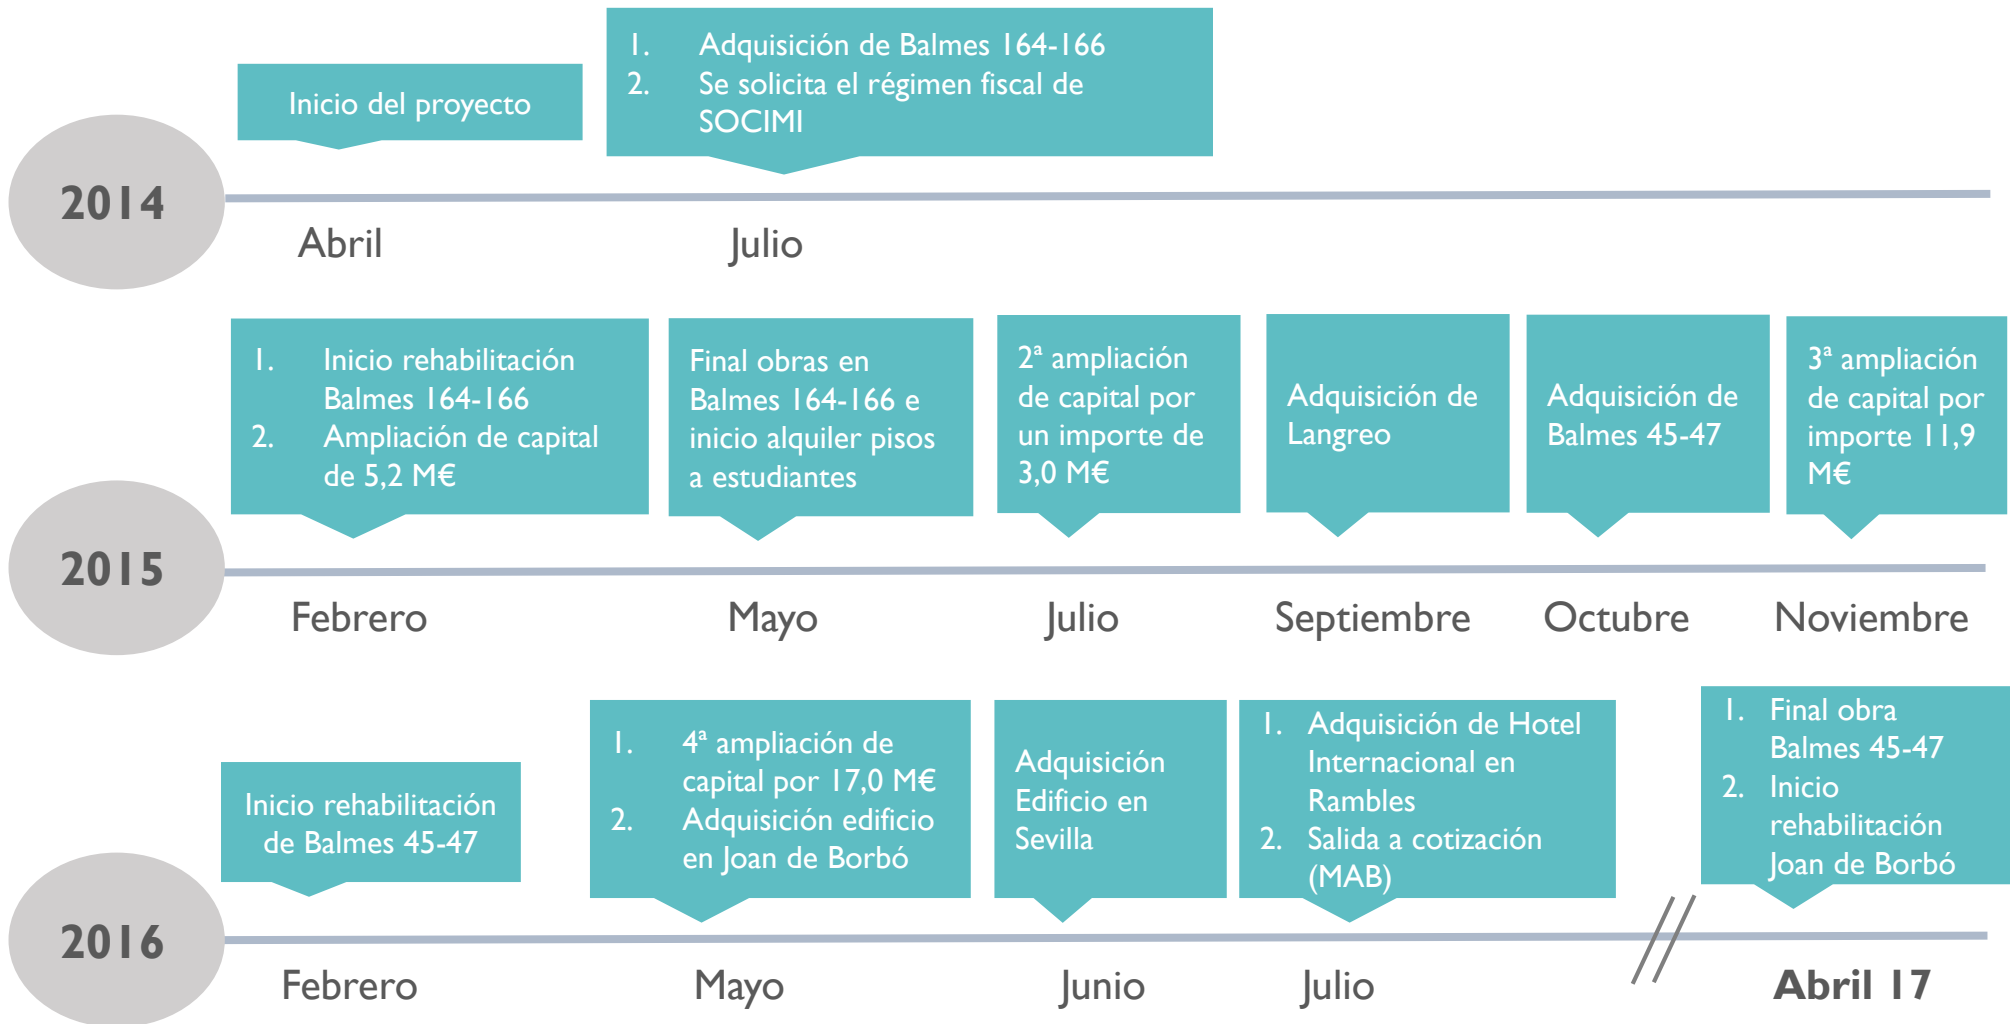 2014
Inicio del proyecto
1. Adquisición de Balmes 164-166
2. Se solicita el régimen fiscal de
SOCIMI
Abril
Julio
2015
1. Inicio rehabilitación
Balmes 164-166
2. Ampliación de capital
de 5,2 M€
Final obras en
Balmes 164-166 e
inicio alquiler pisos
a estudiantes
2ª ampliación
de capital por
un importe de
3,0 M€
Adquisición de
Langreo
Adquisición de
Balmes 45-47
3ª ampliación
de capital por
importe 11,9
M€
Febrero
Mayo
Julio
Septiembre
Octubre
Noviembre
2016
Inicio rehabilitación
de Balmes 45-47
1. 4ª ampliación de
capital por 17,0 M€
2. Adquisición edificio
en Joan de Borbó
Adquisición
Edificio en
Sevilla
1. Adquisición de Hotel
Internacional en
Rambles
2. Salida a cotización
(MAB)
1. Final obra
Balmes 45-47
2. Inicio
rehabilitación
Joan de Borbó
Febrero
Mayo
Junio
Julio
Abril 17